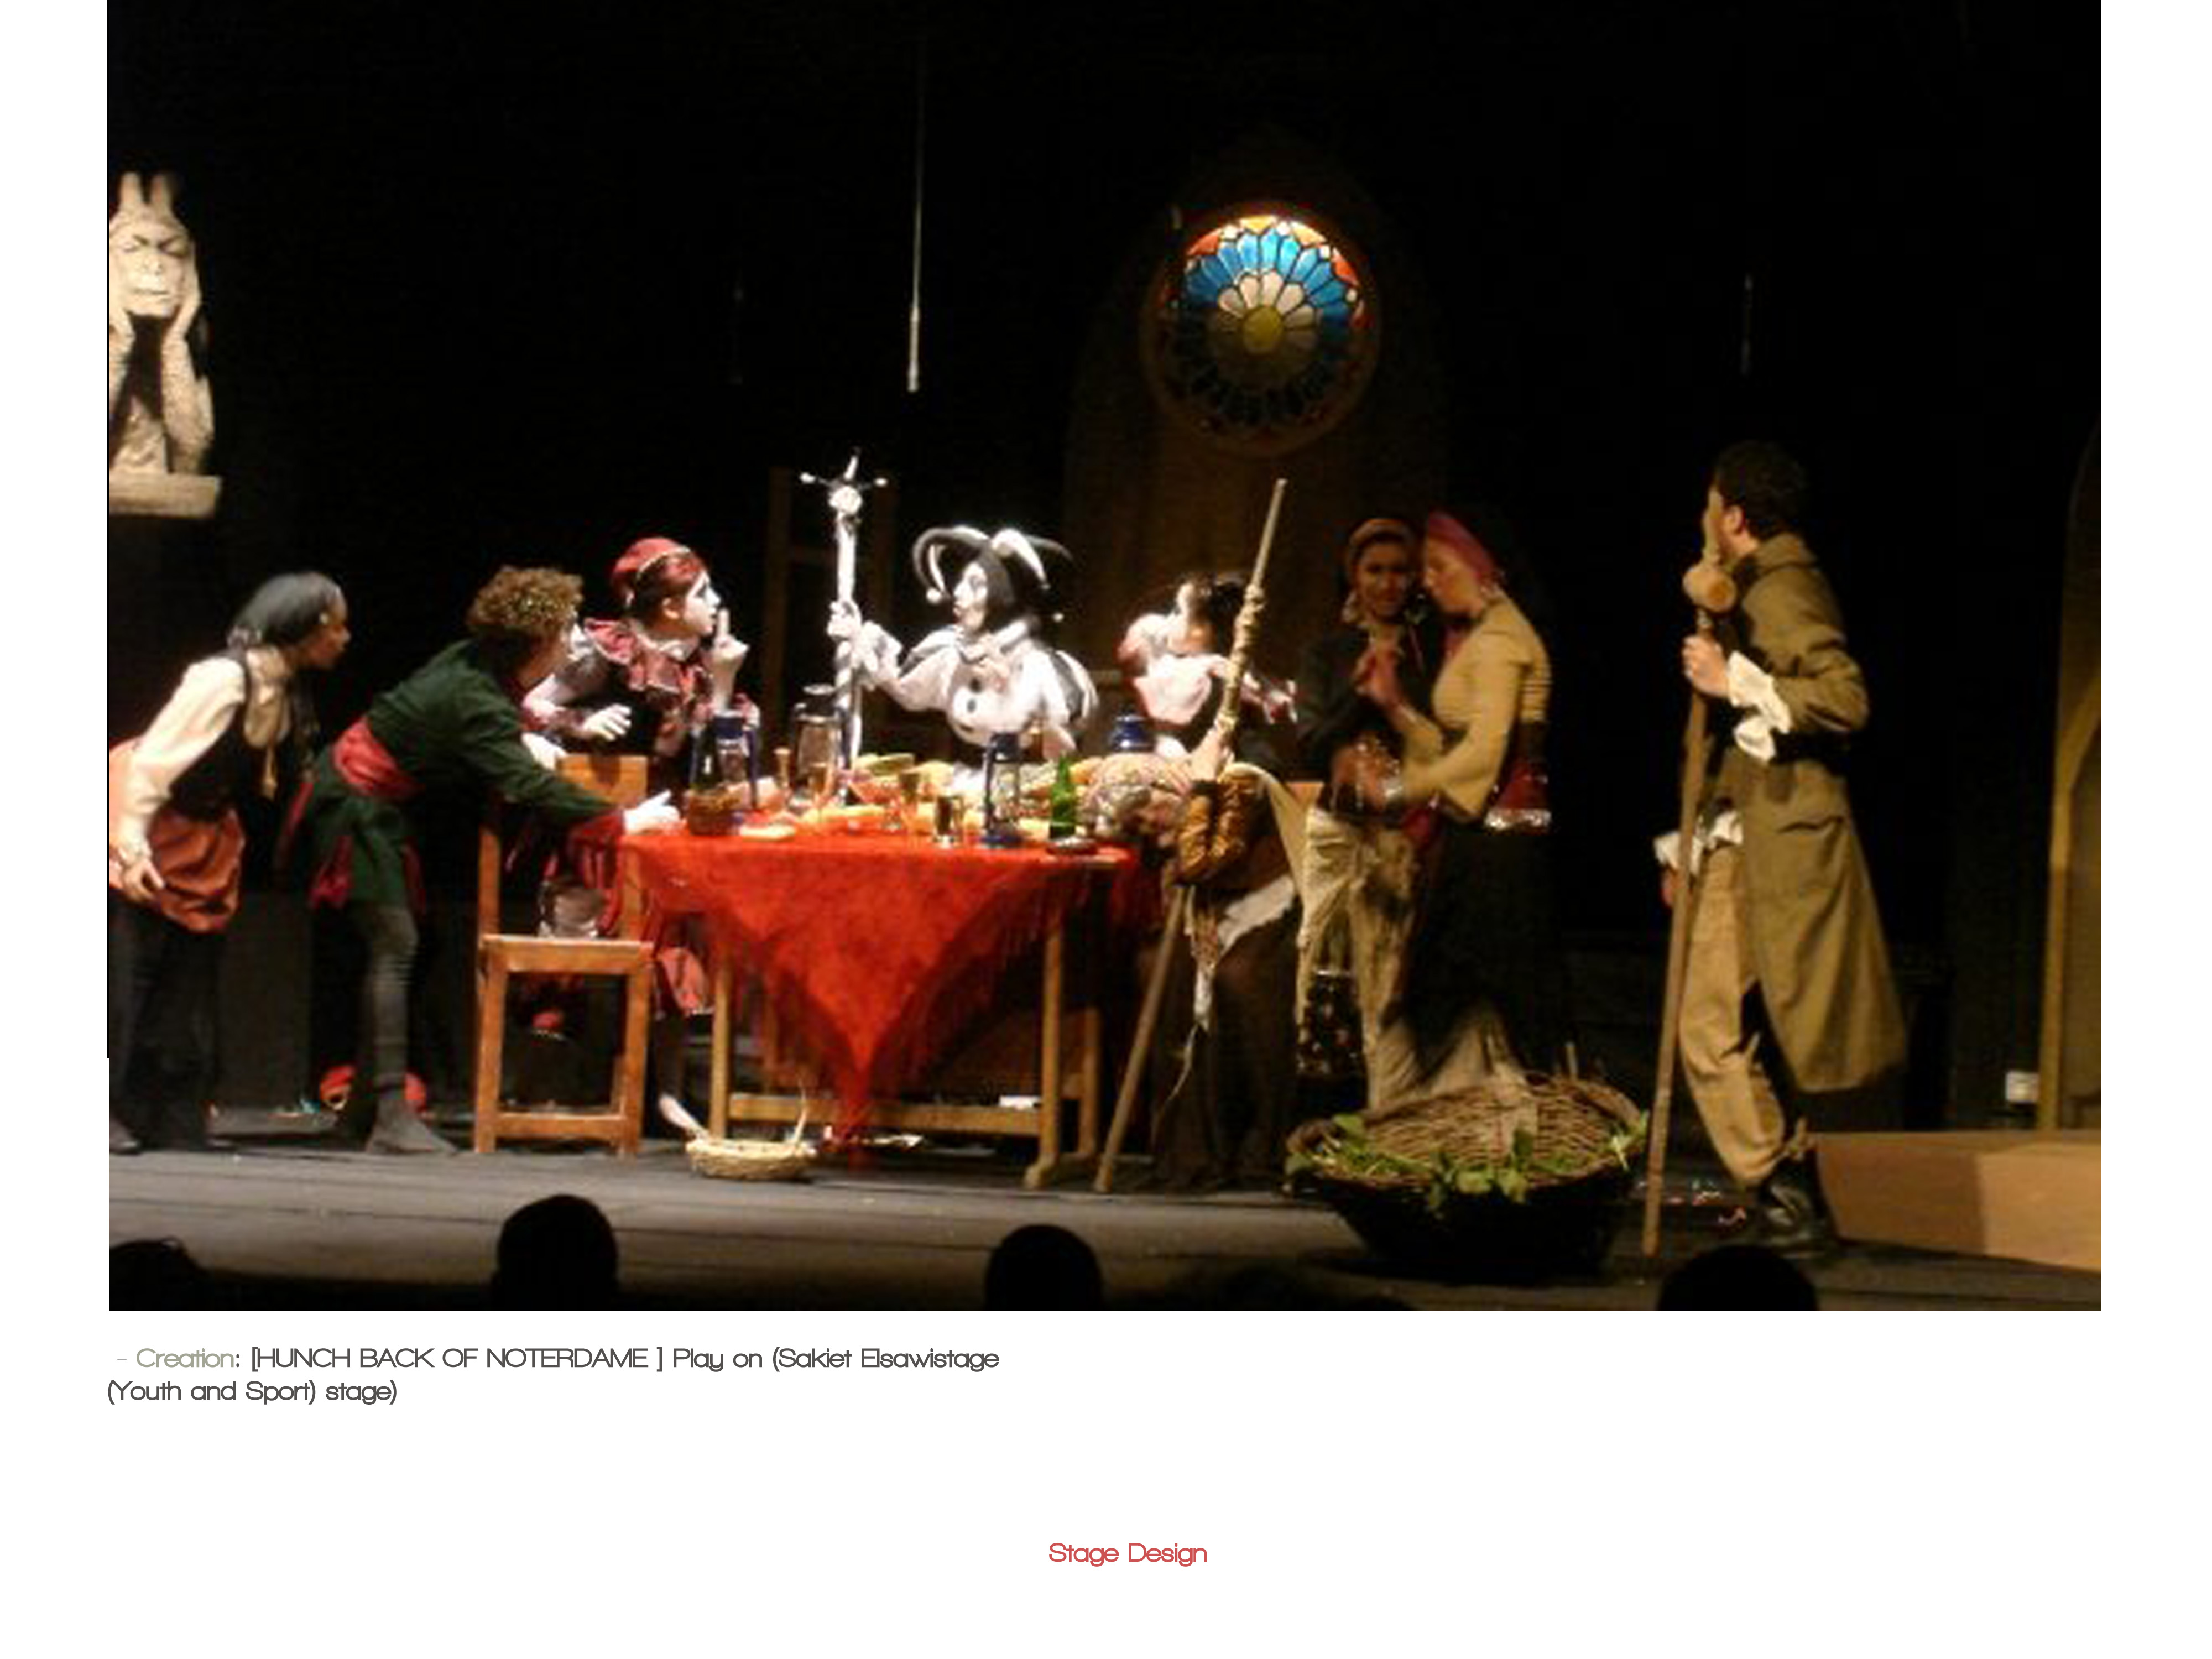 - Creation: [HUNCH BACK OF NOTERDAME ] Play on (Sakiet Elsawistage
(Youth and Sport) stage)
Stage Design